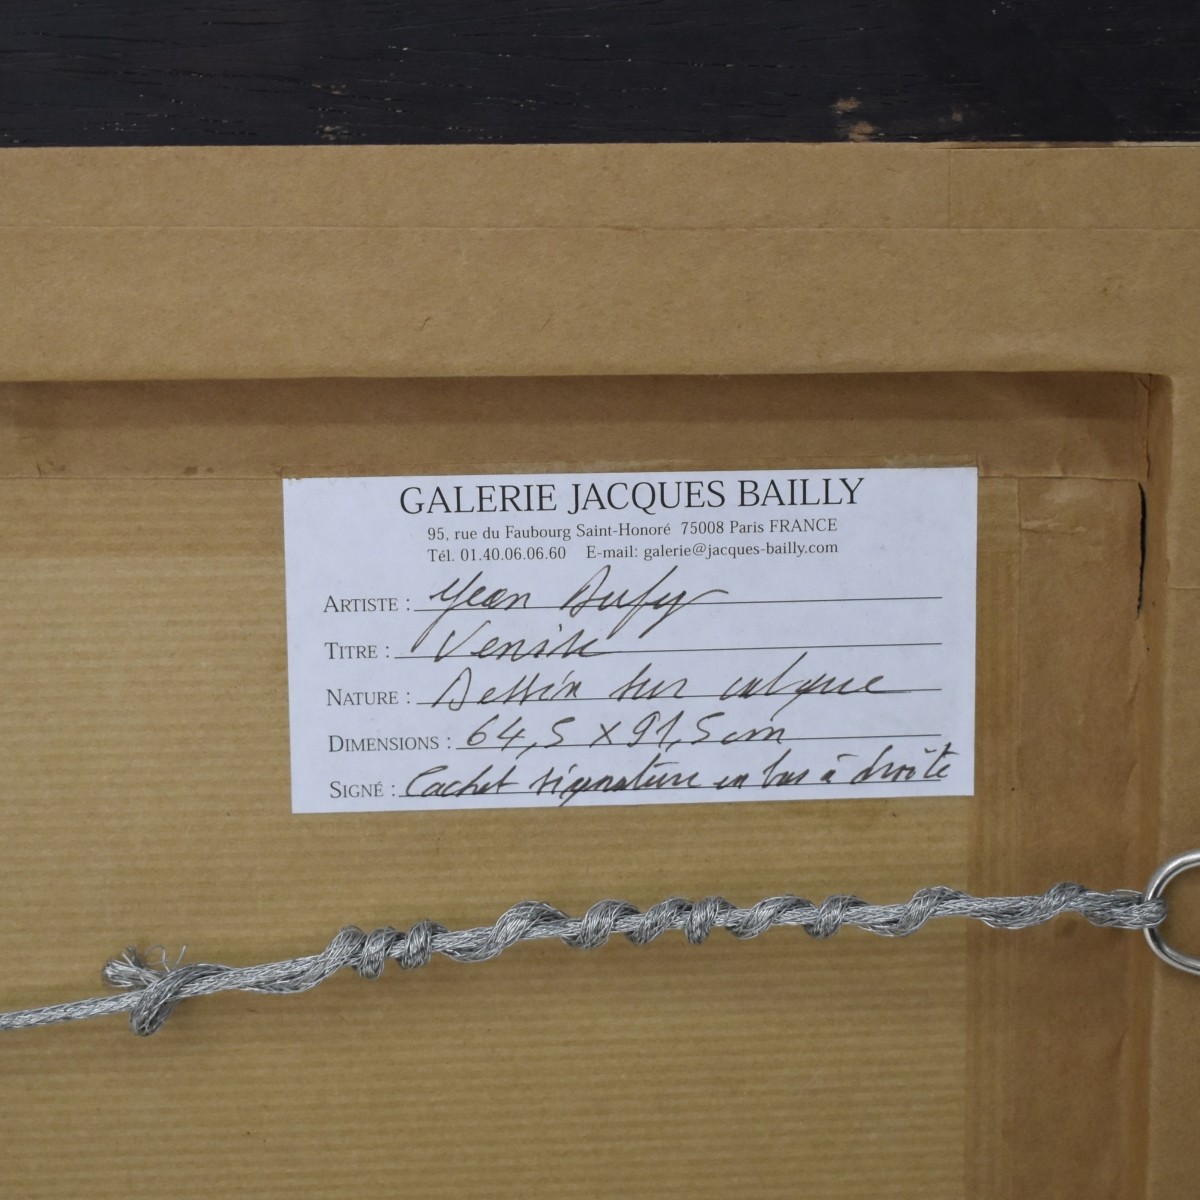 GALERIE JACQUES BAILLY
95, rue du Faubourg Saint-Honoré 75008 Paris FRANCE
Tél. 01.40.06.06.60 E-mail: galerie@jacques-bailly.com
ARTISTE : Jean Dufy
TITRE : Venise
NATURE : Dessin sur calque
DIMENSIONS : 64,5 x 91,5 cm
SIGNÉ : Cachet signature en bas à droite